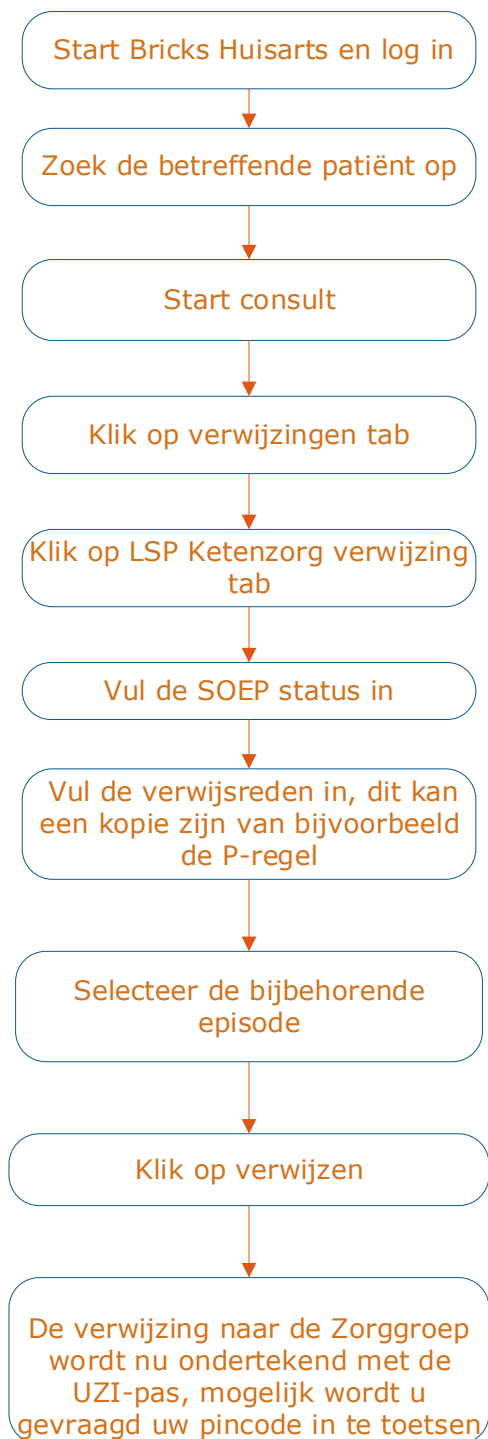 Start Bricks Huisarts en log in
Zoek de betreffende patiënt op
Start consult
Klik op verwijzingen tab
Klik op LSP Ketenzorg verwijzing
tab
Vul de SOEP status in
Vul de verwijsreden in, dit kan
een kopie zijn van bijvoorbeeld
de P-regel
Selecteer de bijbehorende
episode
Klik op verwijzen
De verwijzing naar de Zorggroep
wordt nu ondertekend met de
UZI-pas, mogelijk wordt u
gevraagd uw pincode in te toetsen